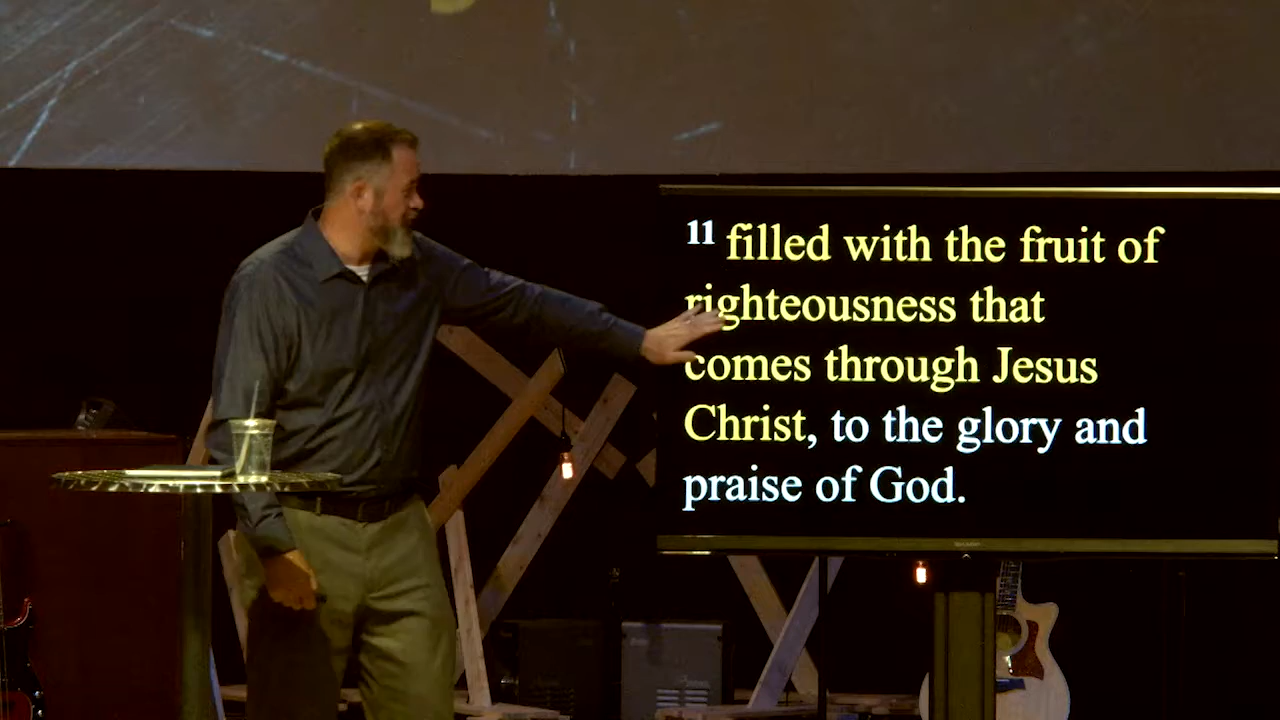 11 filled with the fruit of
righteousness that
comes through Jesus
Christ, to the glory and
praise of God.